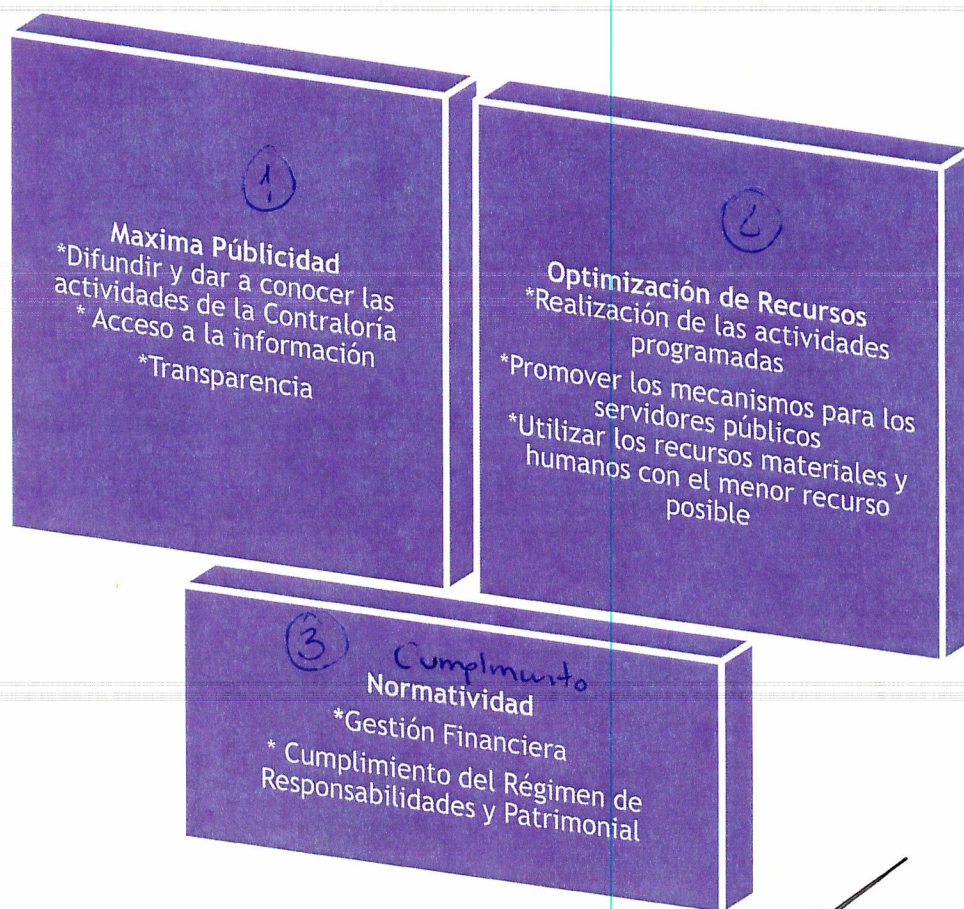 1
Maxima Públicidad
*Difundir y dar a conocer las
actividades de la Contraloría
* Acceso a la información
*Transparencia
2
Optimización de Recursos
*Realización de las actividades
programadas
*Promover los mecanismos para los
servidores públicos
*Utilizar los recursos materiales y
humanos con el menor recurso
posible
3 Cumplimiento
Normatividad
*Gestión Financiera
* Cumplimiento del Régimen de
Responsabilidades y Patrimonial